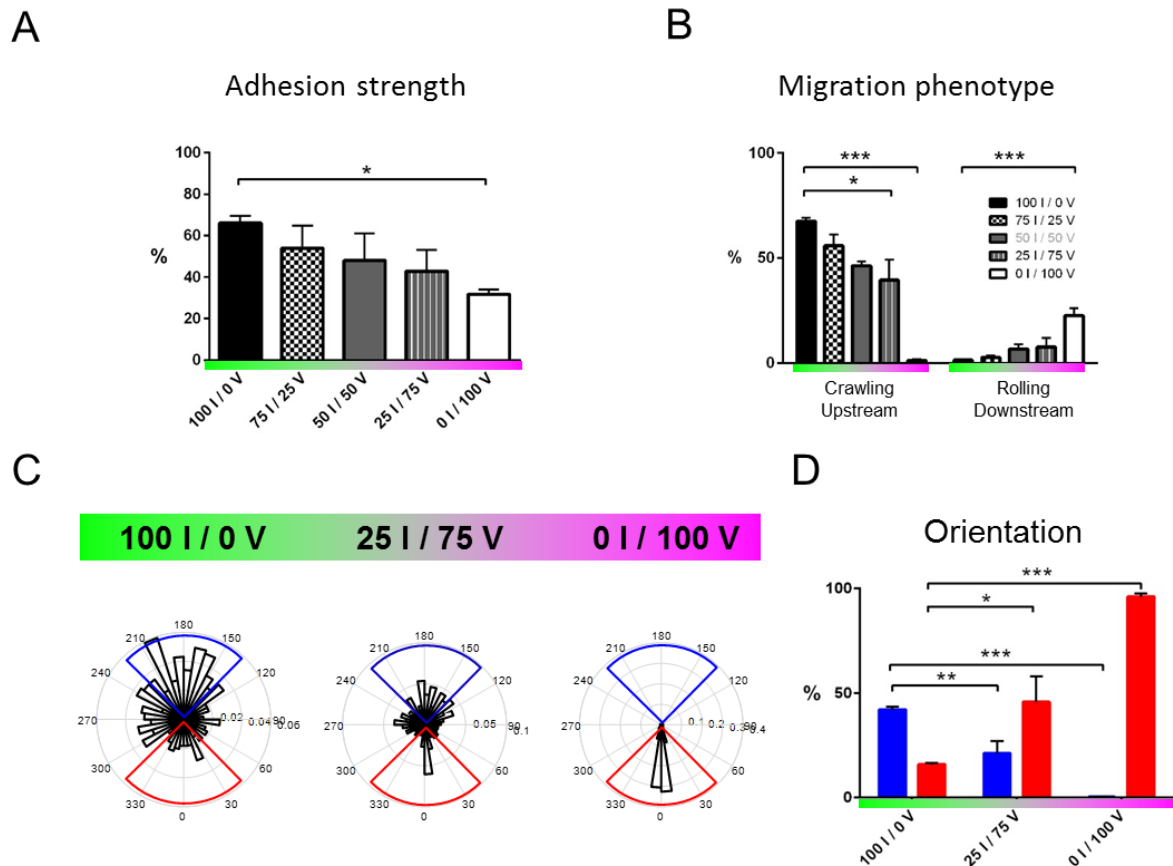 A
Adhesion strength
100
80
60
%
40
20
0
*
100 I / 0 V
75 I / 25 V
50 I / 50 V
25 I / 75 V
0 I / 100 V
B
Migration phenotype
100
50
0
%
***
*
***
100 I / 0 V
75 I / 25 V
50 I / 50 V
25 I / 75 V
0 I / 100 V
Crawling
Upstream
Rolling
Downstream
C
100 I / 0 V
25 I / 75 V
0 I / 100 V
180
210
150
240
120
270
0.02
0.04
90
0.06
300
60
330
30
0
180
210
150
240
120
270
0.05
90
0.1
300
60
330
30
0
180
210
150
240
120
270
0.1
0.2
0.3
0.4
90
300
60
330
30
0
D
Orientation
100
50
0
%
***
*
***
**
100 I / 0 V
25 I / 75 V
0 I / 100 V